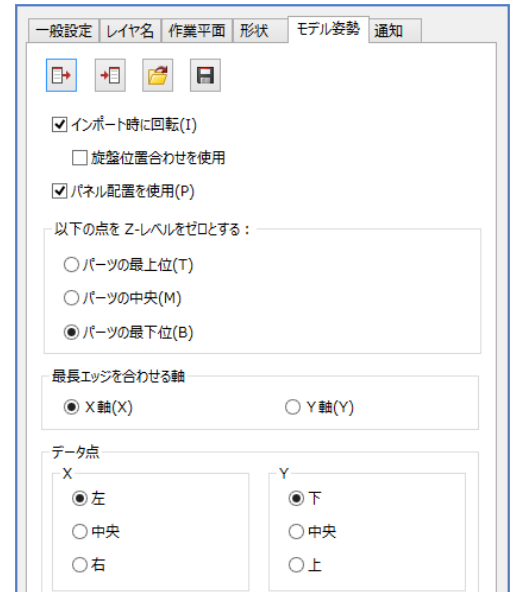 一般設定 レイヤ名 作業平面 形状 モデル姿勢 通知
インポート時に回転(I)
旋盤位置合わせを使用
パネル配置を使用(P)
以下の点を Z-レベルをゼロとする：
パーツの最上位(T)
パーツの中央(M)
パーツの最下位(B)
最長エッジを合わせる軸
X 軸(X) Y 軸(Y)
データ点
X Y
左 下
中央 中央
右 上